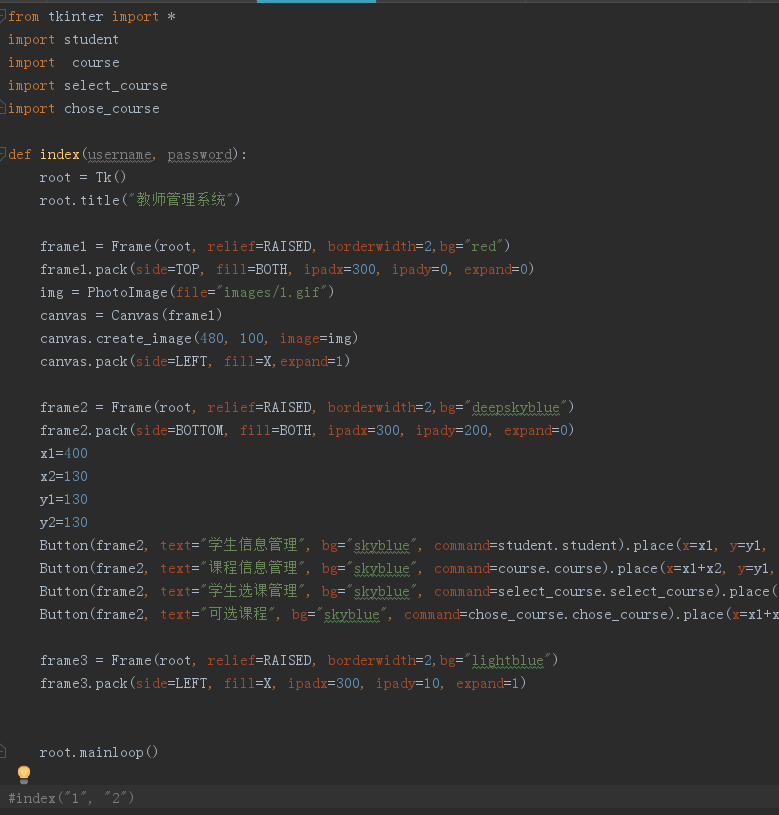 from tkinter import *
import student
import  course
import select_course
import chose_course
def index(username, password):
root = Tk()
root.title("教师管理系统")
frame1 = Frame(root, relief=RAISED, borderwidth=2,bg="red")
frame1.pack(side=TOP, fill=BOTH, ipadx=300, ipady=0, expand=0)
img = PhotoImage(file="images/1.gif")
canvas = Canvas(frame1)
canvas.create_image(480, 100, image=img)
canvas.pack(side=LEFT, fill=X,expand=1)
frame2 = Frame(root, relief=RAISED, borderwidth=2,bg="deepskyblue")
frame2.pack(side=BOTTOM, fill=BOTH, ipadx=300, ipady=200, expand=0)
x1=400
x2=130
y1=130
y2=130
Button(frame2, text="学生信息管理", bg="skyblue", command=student.student).place(x=x1, y=y1,
Button(frame2, text="课程信息管理", bg="skyblue", command=course.course).place(x=x1+x2, y=y1,
Button(frame2, text="学生选课管理", bg="skyblue", command=select_course.select_course).place(
Button(frame2, text="可选课程", bg="skyblue", command=chose_course.chose_course).place(x=x1+x
frame3 = Frame(root, relief=RAISED, borderwidth=2,bg="lightblue")
frame3.pack(side=LEFT, fill=X, ipadx=300, ipady=10, expand=1)
root.mainloop()
#index("1", "2")